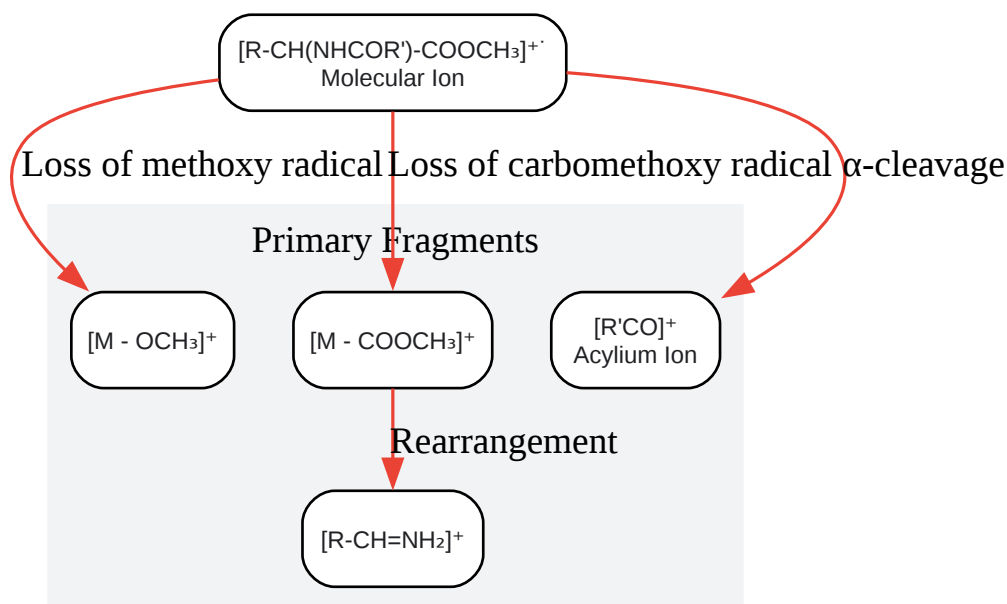 [R-CH(NHCOR')-COOCH₃]⁺˙
Molecular Ion
Loss of methoxy radical
Loss of carbomethoxy radical
α-cleavage
Primary Fragments
[M - OCH₃]⁺
[M - COOCH₃]⁺
[R'CO]⁺
Acylium Ion
Rearrangement
[R-CH=NH₂]⁺